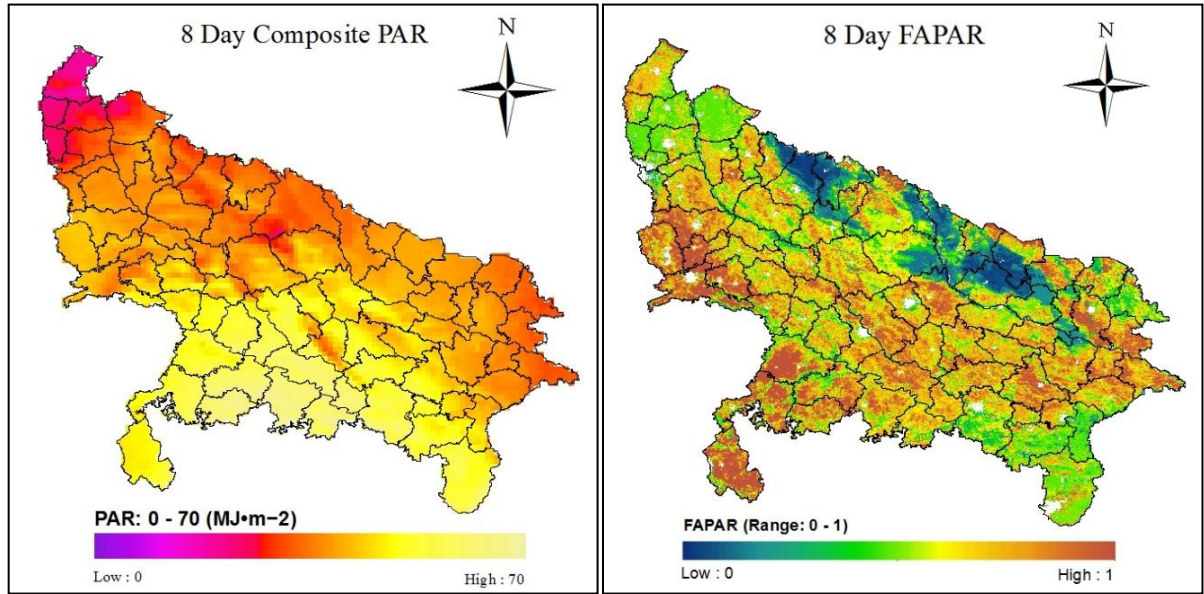 8 Day Composite PAR
N
PAR: 0 - 70 (MJ•m−2)
Low : 0
High : 70
8 Day FAPAR
N
FAPAR (Range: 0 - 1)
Low : 0
High : 1